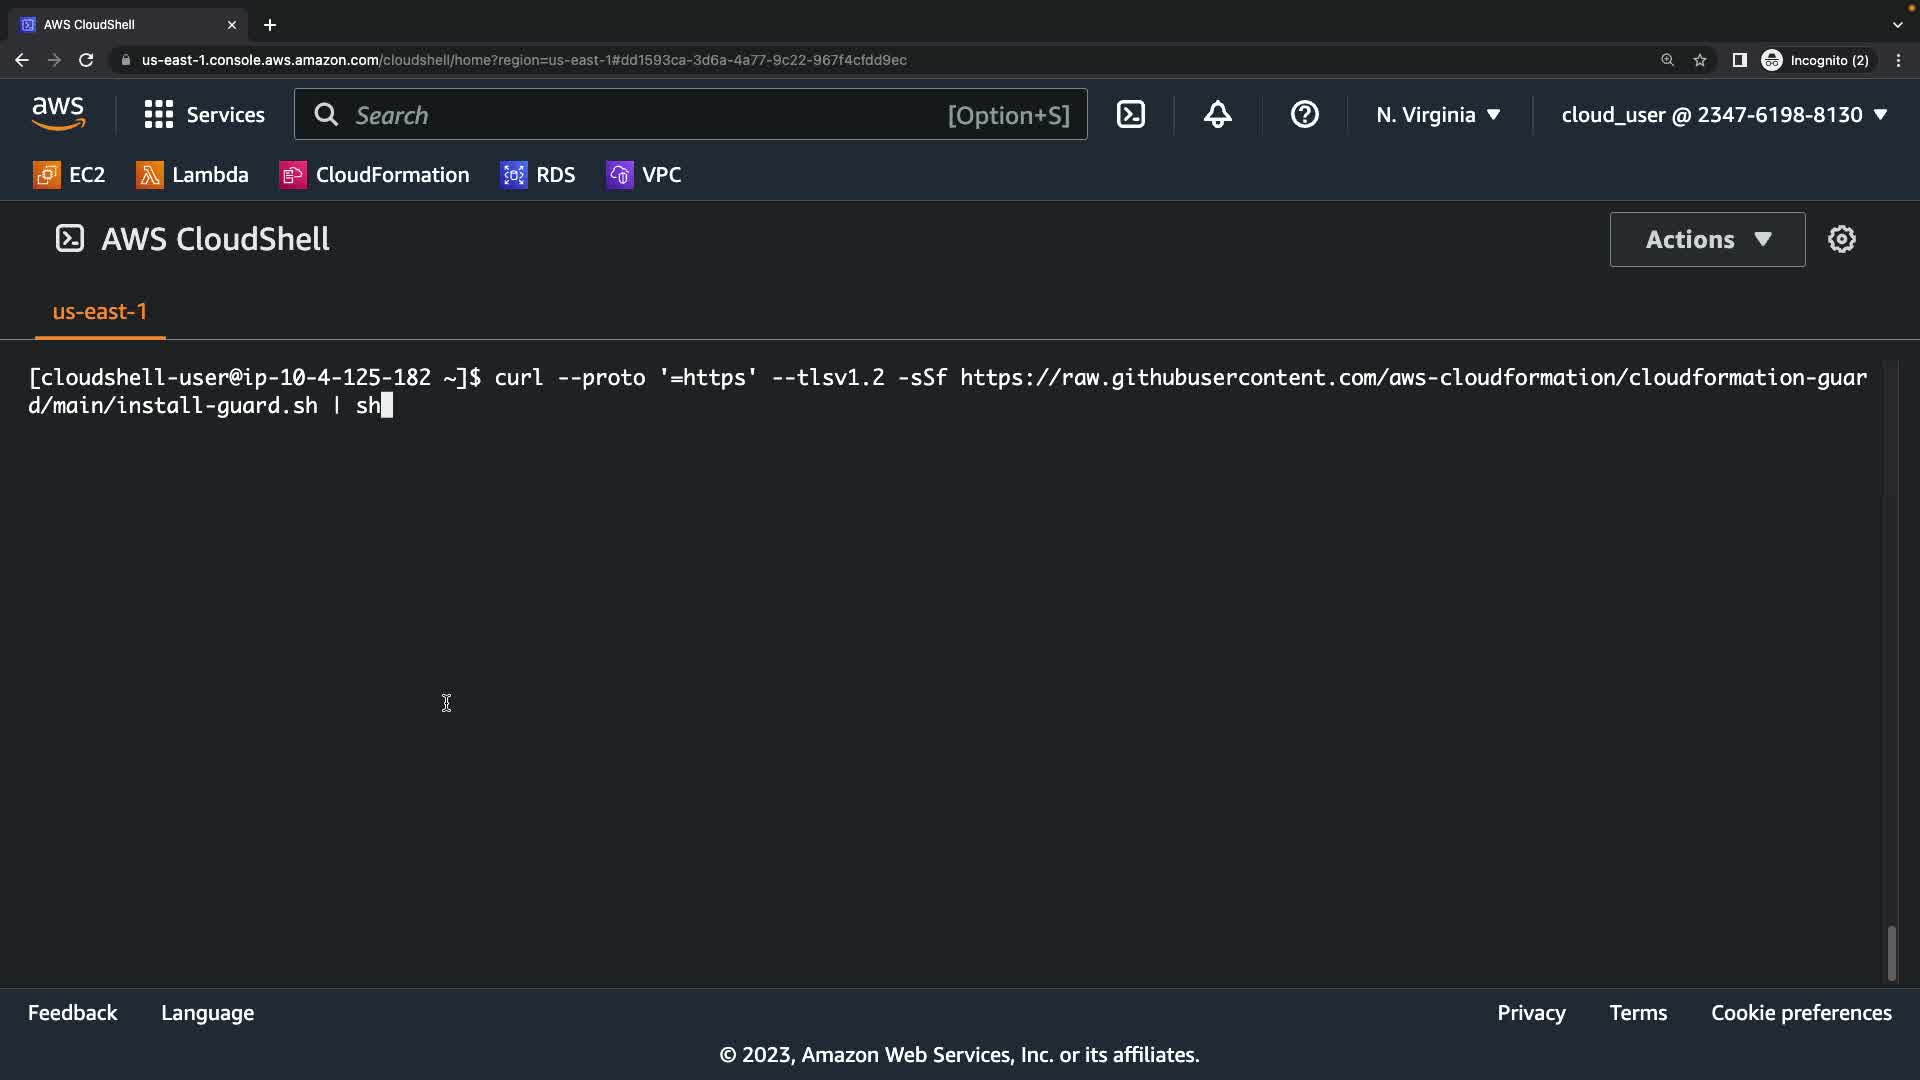 AWS CloudShell
us-east-1.console.aws.amazon.com/cloudshell/home?region=us-east-1#dd1593ca-3d6a-4a77-9c22-967f4cfdd9ec
Incognito (2)
aws
Services
Search
[Option+S]
N. Virginia
cloud_user @ 2347-6198-8130
EC2
Lambda
CloudFormation
RDS
VPC
AWS CloudShell
Actions
us-east-1
[cloudshell-user@ip-10-4-125-182 ~]$ curl --proto '=https' --tlsv1.2 -sSf https://raw.githubusercontent.com/aws-cloudformation/cloudformation-guar
d/main/install-guard.sh | sh
Feedback
Language
Privacy
Terms
Cookie preferences
© 2023, Amazon Web Services, Inc. or its affiliates.